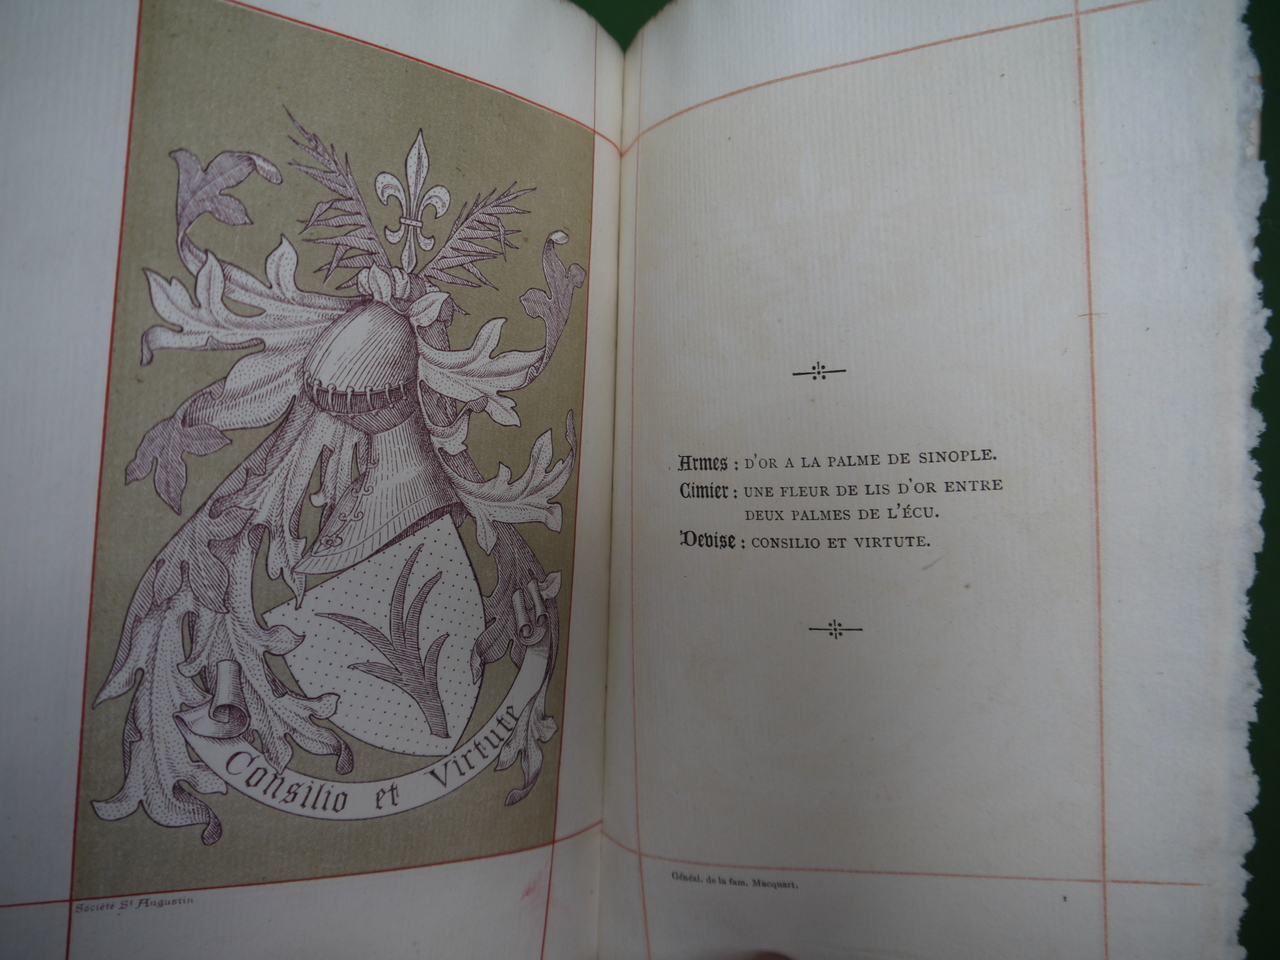 Consilio et Virtute
Société St Augustin
Armes : D'OR A LA PALME DE SINOPLE.
Cimier : UNE FLEUR DE LIS D'OR ENTRE
DEUX PALMES DE L'ÉCU.
Devise : CONSILIO ET VIRTUTE.
Généal. de la fam. Macquart.
1